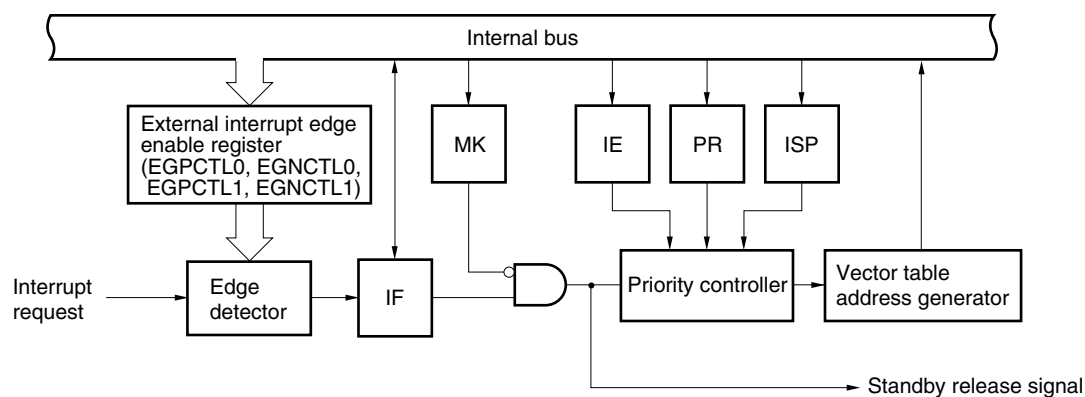 Internal bus
External interrupt edge
enable register
(EGPCTL0, EGNCTL0,
EGPCTL1, EGNCTL1)
MK
IE
PR
ISP
Interrupt
request
Edge
detector
IF
Priority controller
Vector table
address generator
Standby release signal